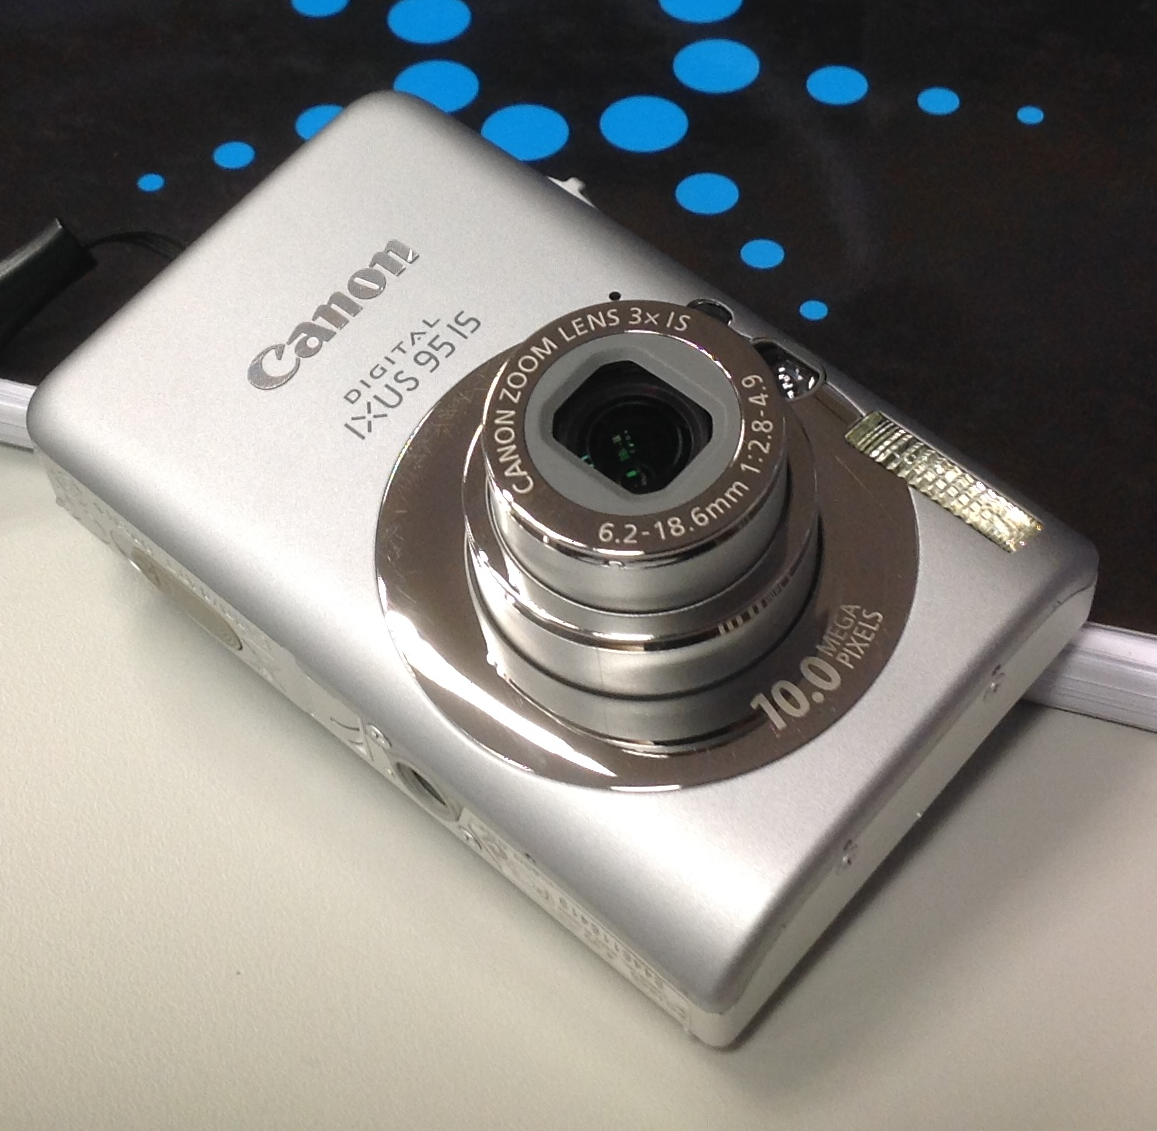 Canon
DIGITAL
IXUS 95 IS
CANON ZOOM LENS 3x IS
6.2-18.6mm 1:2.8-4.9
10.0 MEGA
PIXELS